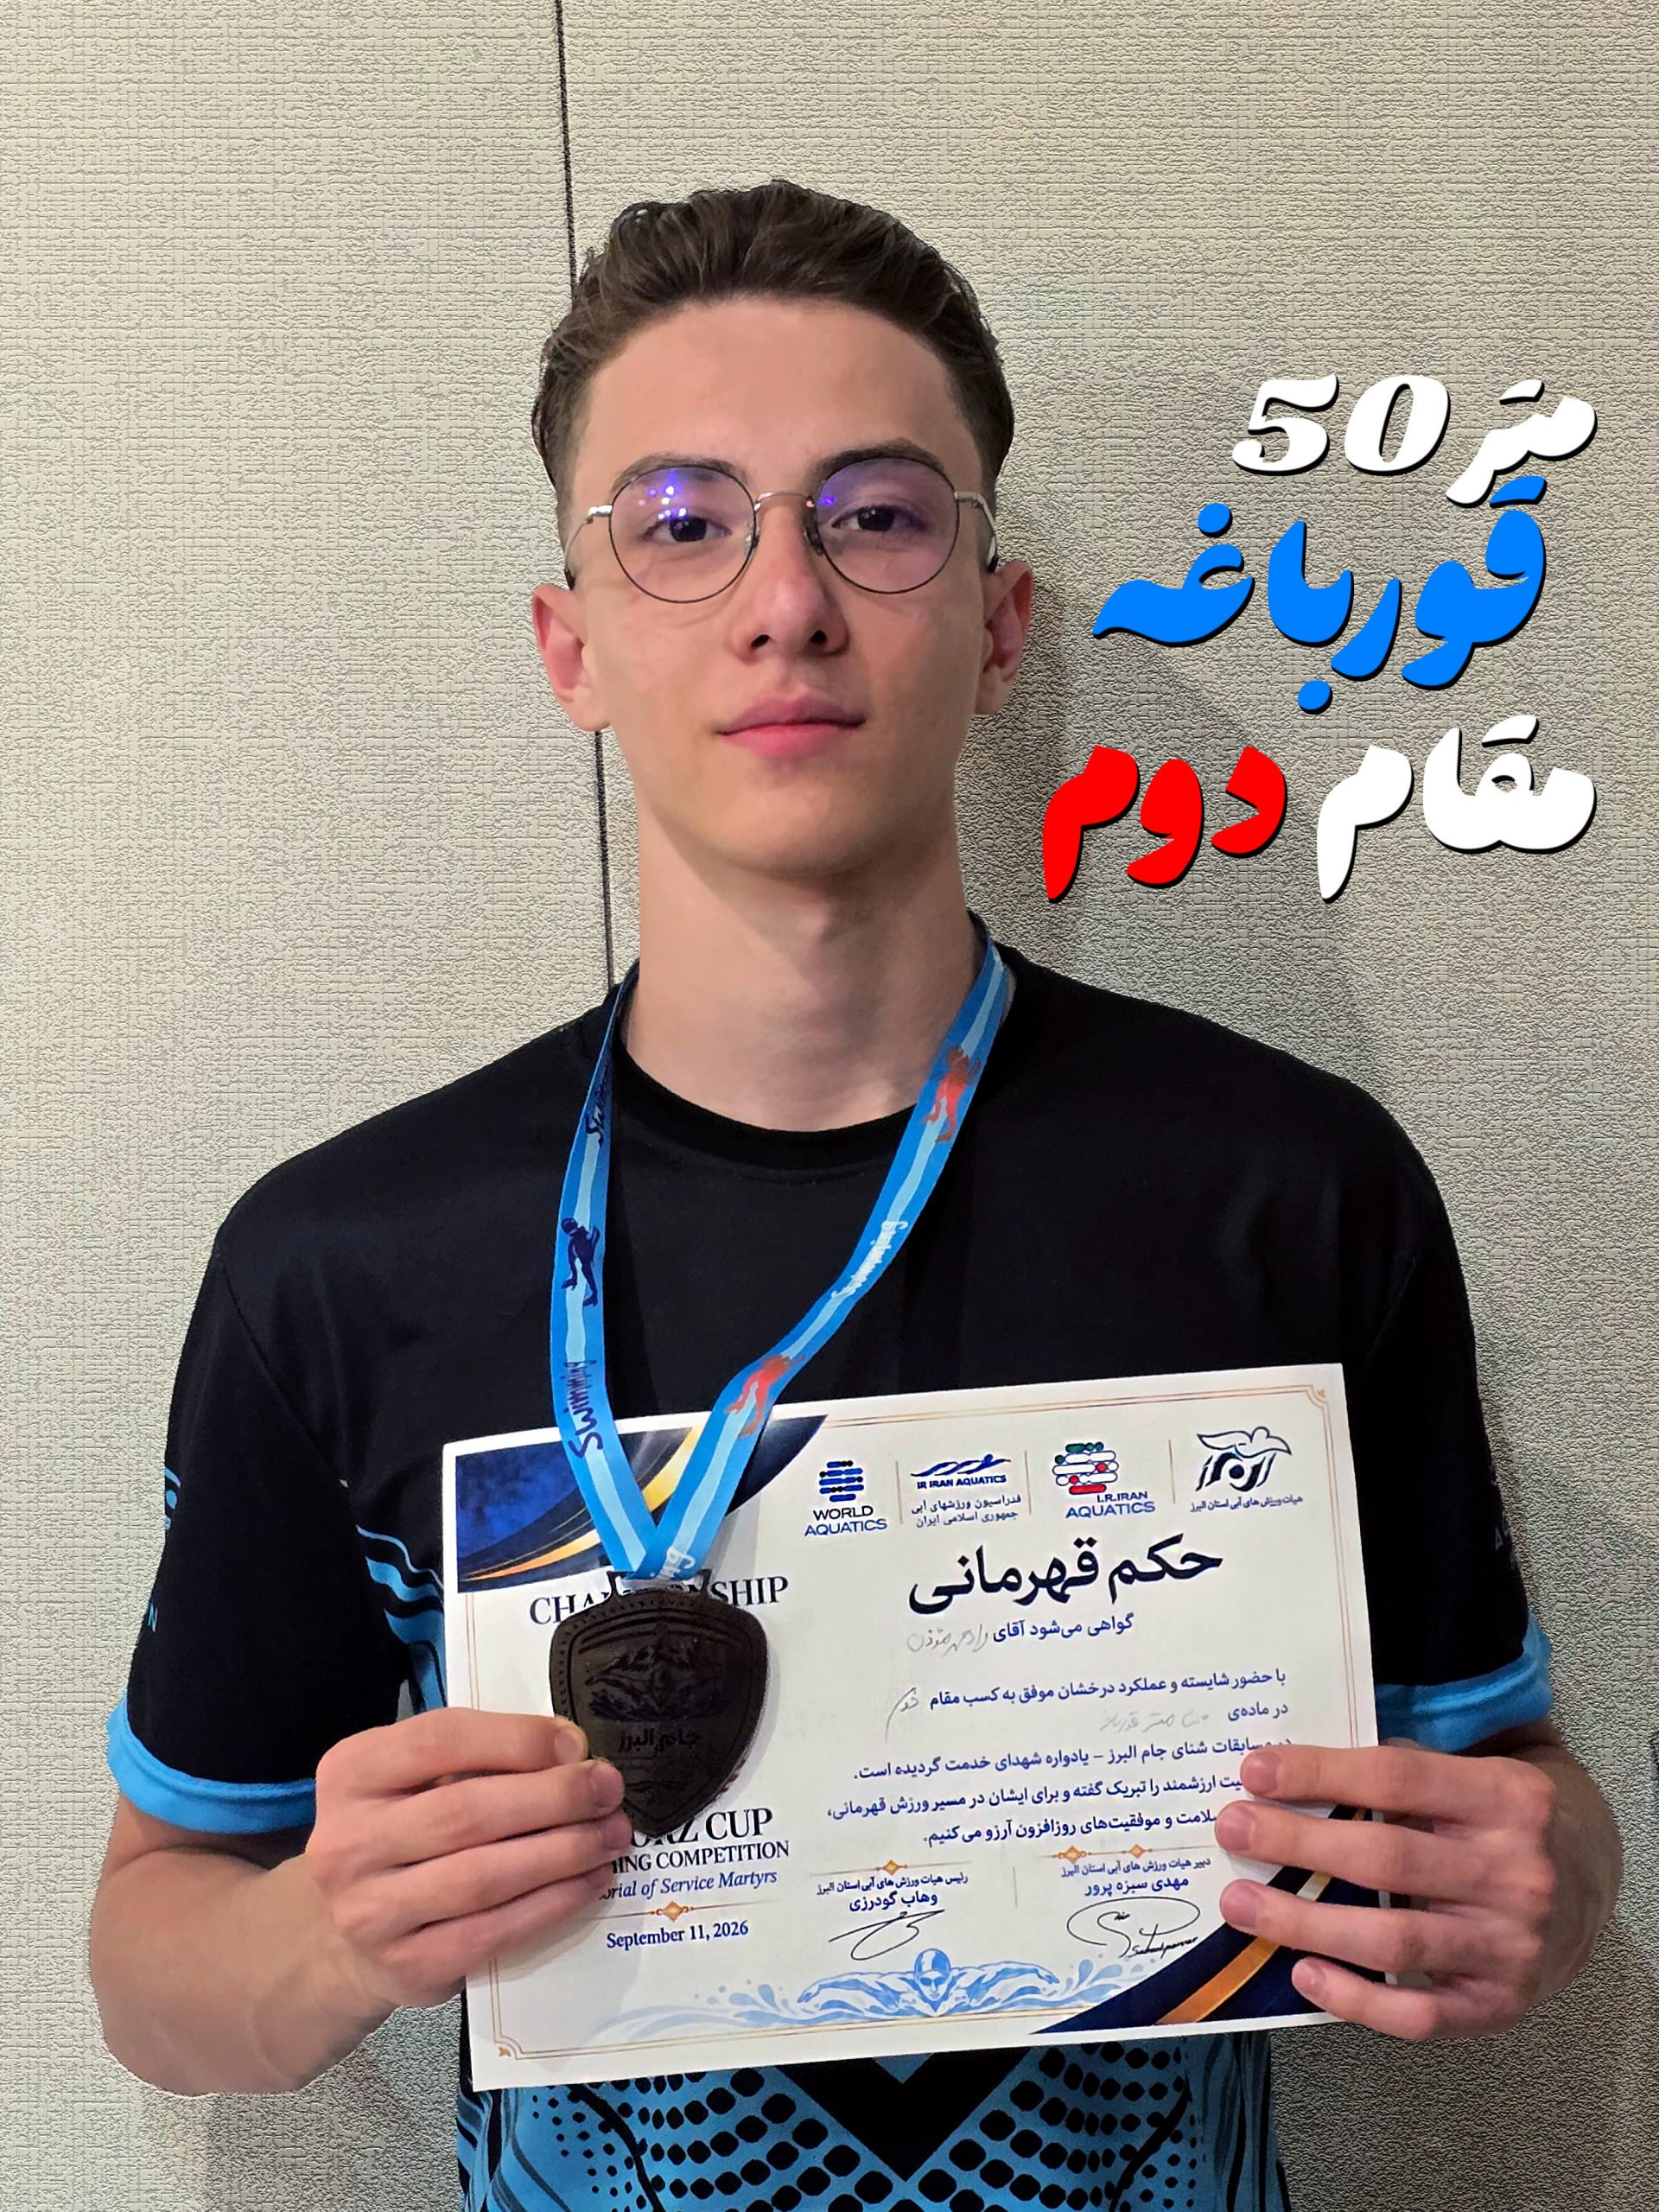 50 متر
قورباغه
مقام دوم
Swimming
Swimming
WORLD
AQUATICS
IR IRAN AQUATICS
فدراسیون ورزشهای آبی
جمهوری اسلامی ایران
I.R.IRAN
AQUATICS
البرز
هیات ورزش های آبی استان البرز
حکم قهرمانی
گواهی می‌شود آقای
با حضور شایسته و عملکرد درخشان موفق به کسب مقام دوم
در ماده‌ی
مسابقات شنای جام البرز – یادواره شهدای خدمت گردیده است.
ارزشمند را تبریک گفته و برای ایشان در مسیر ورزش قهرمانی،
سلامت و موفقیت‌های روزافزون آرزو می‌کنیم.
دبیر هیات ورزش های آبی استان البرز
مهدی سبزه پرور
رئیس هیات ورزش های آبی استان البرز
وهاب گودرزی
جام البرز
CUP
COMPETITION
of Service Martyrs
September 11, 2026